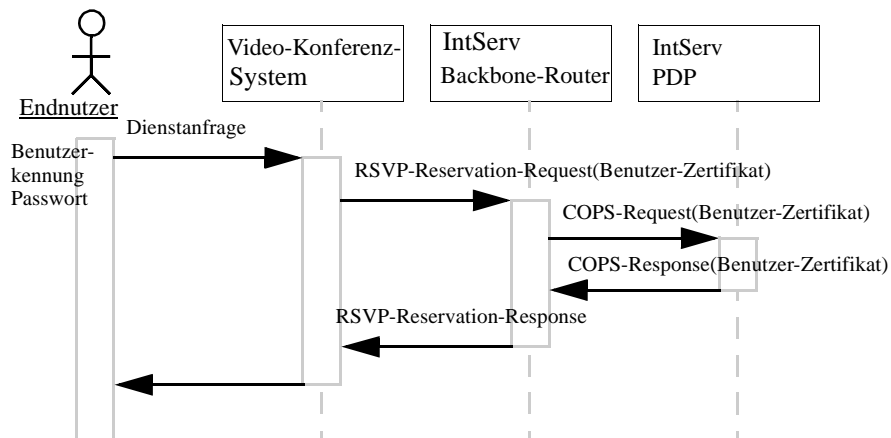 Video-Konferenz-
System
IntServ
Backbone-Router
IntServ
PDP
Endnutzer
Dienstanfrage
Benutzer-
kennung
Passwort
RSVP-Reservation-Request(Benutzer-Zertifikat)
COPS-Request(Benutzer-Zertifikat)
COPS-Response(Benutzer-Zertifikat)
RSVP-Reservation-Response